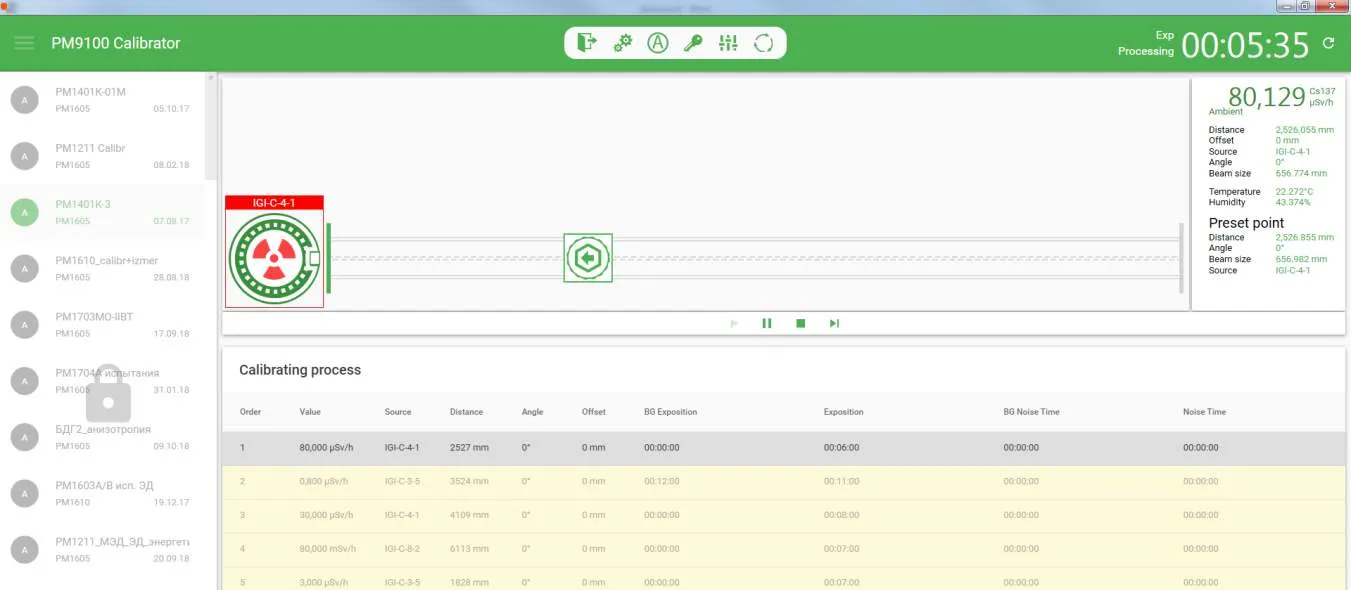 PM9100 Calibrator
Exp
Processing
00:05:35
PM1401K-01M
PM1605 05.10.17
PM1211 Calibr
PM1605 08.02.18
PM1401K-3
PM1605 07.08.17
PM1610_calibr+izmer
PM1605 28.08.18
PM1703MO-IIBT
PM1605 17.09.18
PM1704A испытания
PM1605 31.01.18
БДГ2_анизотропия
PM1605 09.10.18
PM1603A/B исп. ЭД
PM1610 19.12.17
PM1211_МЭД_ЭД_энергети
PM1605 20.09.18
A
A
A
A
A
A
A
A
A
IGI-C-4-1
80,129 Cs137
µSv/h
Ambient
Distance 2,526.055 mm
Offset 0 mm
Source IGI-C-4-1
Angle 0°
Beam size 656.774 mm
Temperature 22.272°C
Humidity 43.374%
Preset point
Distance 2,526.855 mm
Angle 0°
Beam size 656.982 mm
Source IGI-C-4-1
Calibrating process
Order Value Source Distance Angle Offset BG Exposition Exposition BG Noise Time Noise Time
1 80,000 µSv/h IGI-C-4-1 2527 mm 0° 0 mm 00:00:00 00:06:00 00:00:00 00:00:00
2 0,800 µSv/h IGI-C-3-5 3524 mm 0° 0 mm 00:12:00 00:11:00 00:00:00 00:00:00
3 30,000 µSv/h IGI-C-4-1 4109 mm 0° 0 mm 00:00:00 00:08:00 00:00:00 00:00:00
4 80,000 mSv/h IGI-C-8-2 6113 mm 0° 0 mm 00:00:00 00:07:00 00:00:00 00:00:00
5 3,000 µSv/h IGI-C-3-5 1828 mm 0° 0 mm 00:00:00 00:07:00 00:00:00 00:00:00